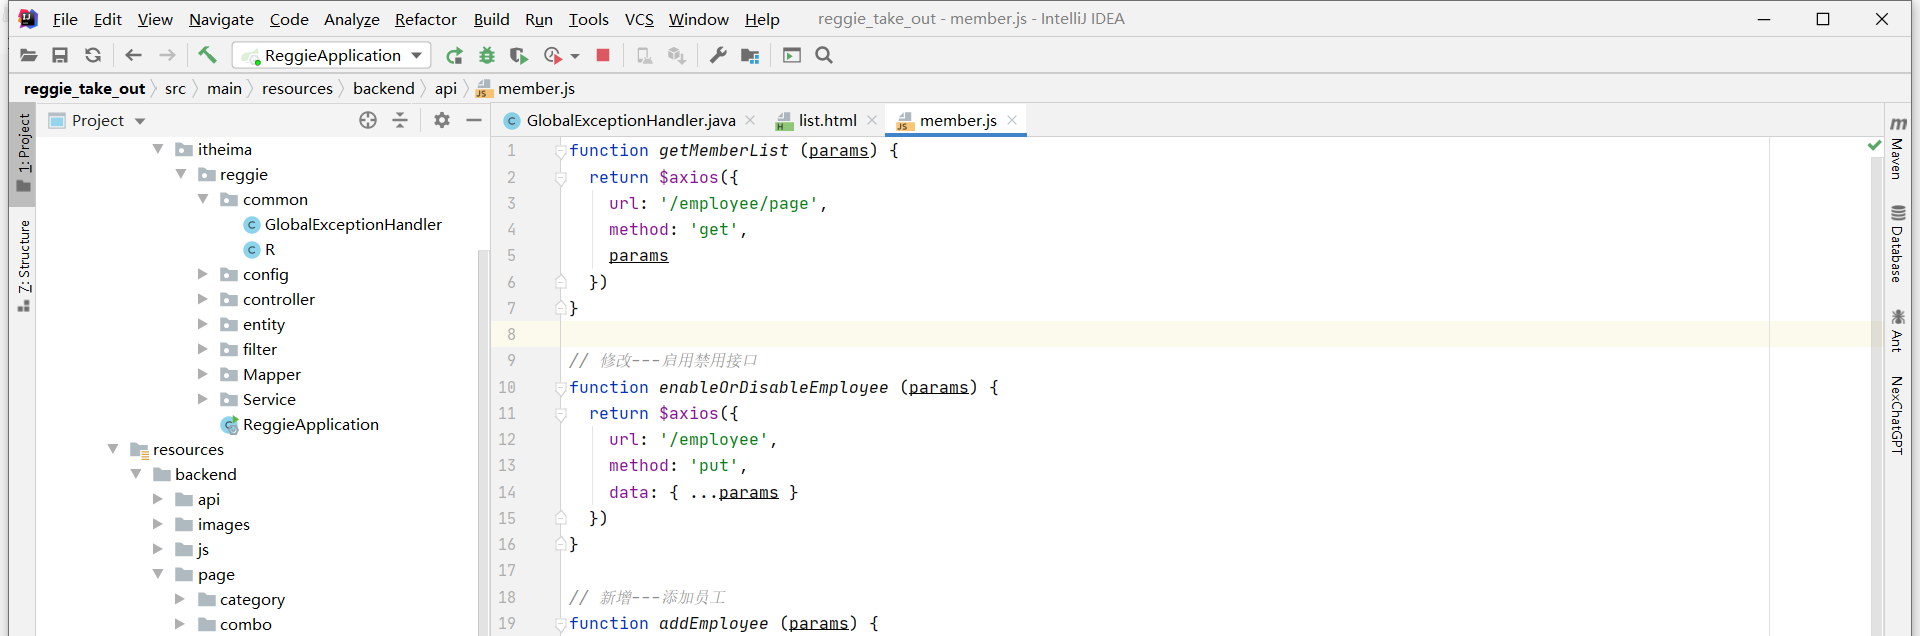 File Edit View Navigate Code Analyze Refactor Build Run Tools VCS Window Help reggie_take_out - member.js - IntelliJ IDEA
ReggieApplication
reggie_take_out src main resources backend api member.js
Project
GlobalExceptionHandler.java list.html member.js
1: Project
7: Structure
itheima
reggie
common
GlobalExceptionHandler
R
config
controller
entity
filter
Mapper
Service
ReggieApplication
resources
backend
api
images
js
page
category
combo
1 function getMemberList (params) {
2 return $axios({
3 url: '/employee/page',
4 method: 'get',
5 params
6 })
7 }
8
9 // 修改---启用禁用接口
10 function enableOrDisableEmployee (params) {
11 return $axios({
12 url: '/employee',
13 method: 'put',
14 data: { ...params }
15 })
16 }
17
18 // 新增---添加员工
19 function addEmployee (params) {
Maven
Database
Ant
NexChatGPT